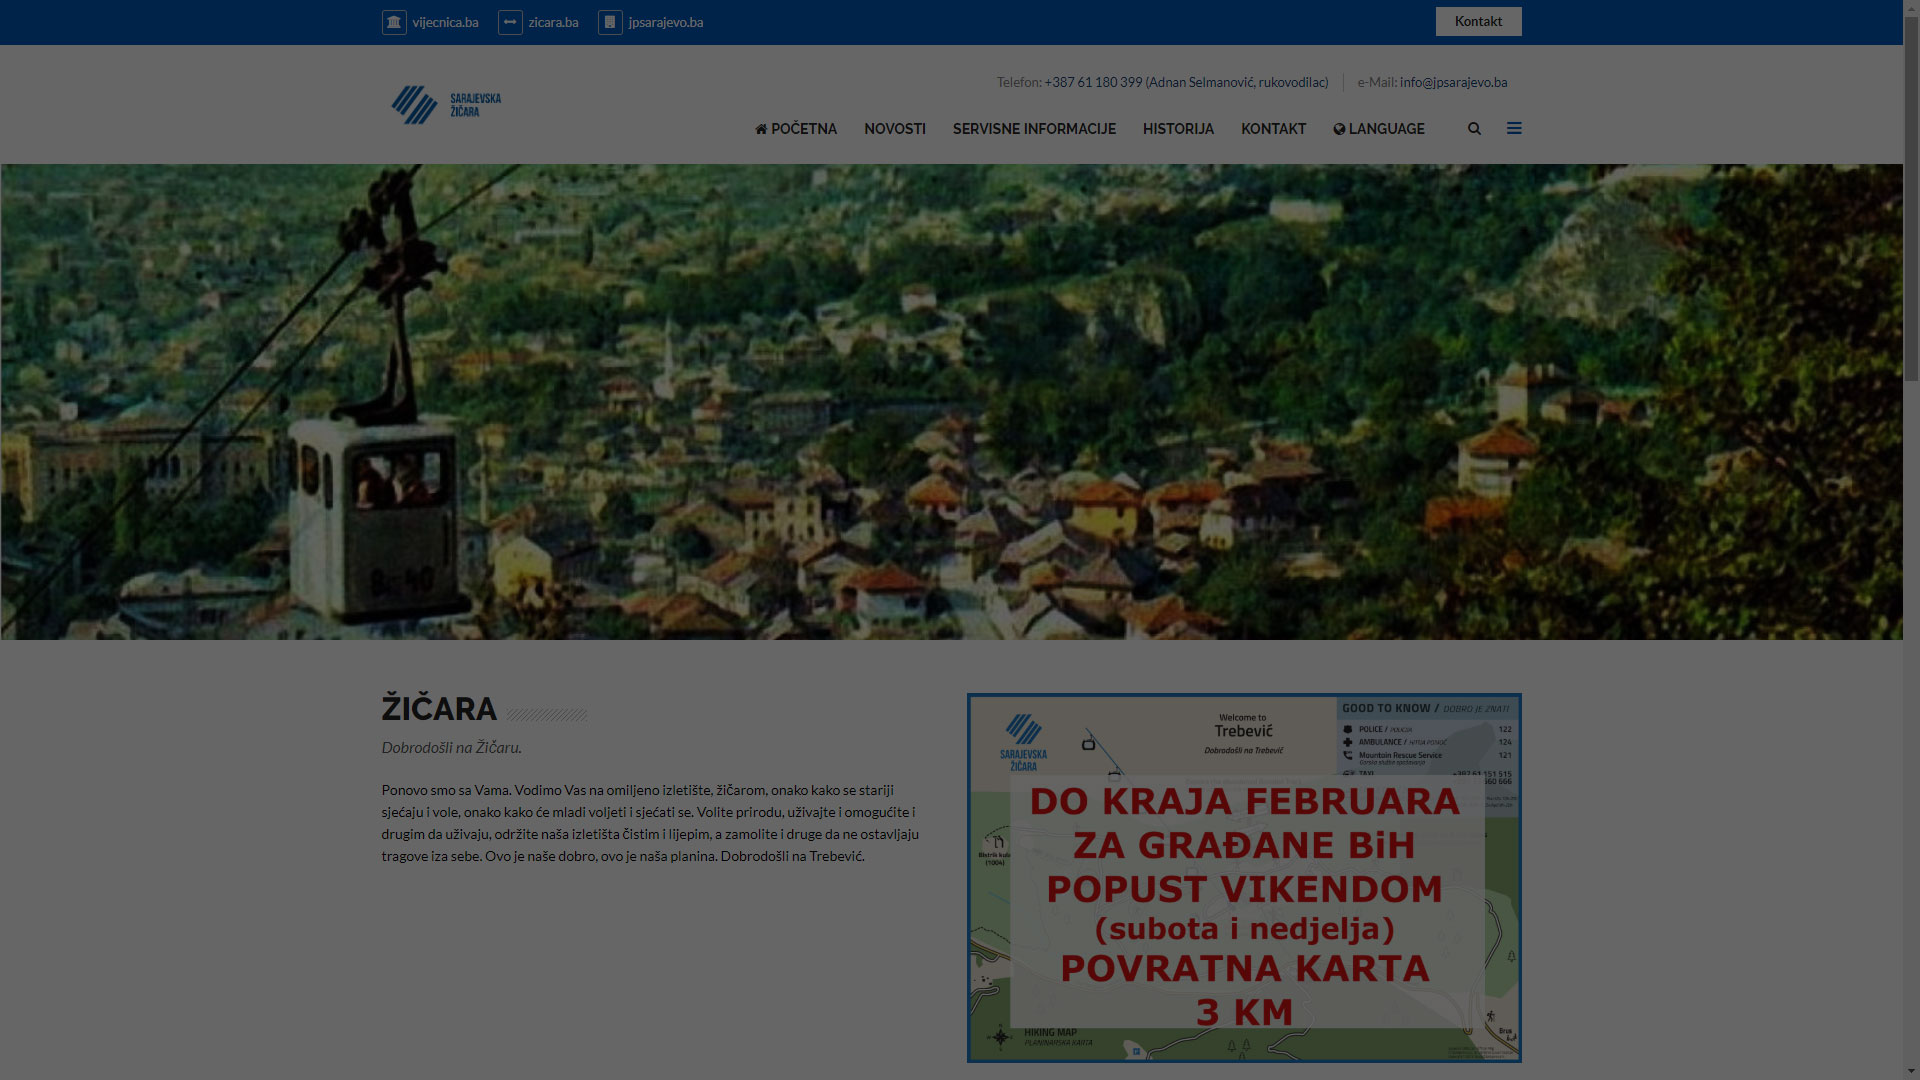 vijecnica.ba
zicara.ba
jpsarajevo.ba
Kontakt
Telefon: +387 61 180 399 (Adnan Selmanović, rukovodilac)
e-Mail: info@jpsarajevo.ba
SARAJEVSKA
ŽIČARA
POČETNA
NOVOSTI
SERVISNE INFORMACIJE
HISTORIJA
KONTAKT
LANGUAGE
ŽIČARA
Dobrodošli na Žičaru.
Ponovo smo sa Vama. Vodimo Vas na omiljeno izletište, žičarom, onako kako se stariji
sjećaju i vole, onako kako će mladi voljeti i sjećati se. Volite prirodu, uživajte i omogućite i
drugim da uživaju, održite naša izletišta čistim i lijepim, a zamolite i druge da ne ostavljaju
tragove iza sebe. Ovo je naše dobro, ovo je naša planina. Dobrodošli na Trebević.
SARAJEVSKA
ŽIČARA
Welcome to
Trebević
Dobrodošli na Trebević
GOOD TO KNOW / DOBRO JE ZNATI
POLICE / POLICIJA 122
AMBULANCE / HITNA POMOĆ 124
Mountain Rescue Service 121
Gorska služba spašavanja
TAXI
DO KRAJA FEBRUARA
ZA GRAĐANE BiH
POPUST VIKENDOM
(subota i nedjelja)
POVRATNA KARTA
3 KM
(1004)
HIKING MAP
PLANINARSKA KARTA
Brus